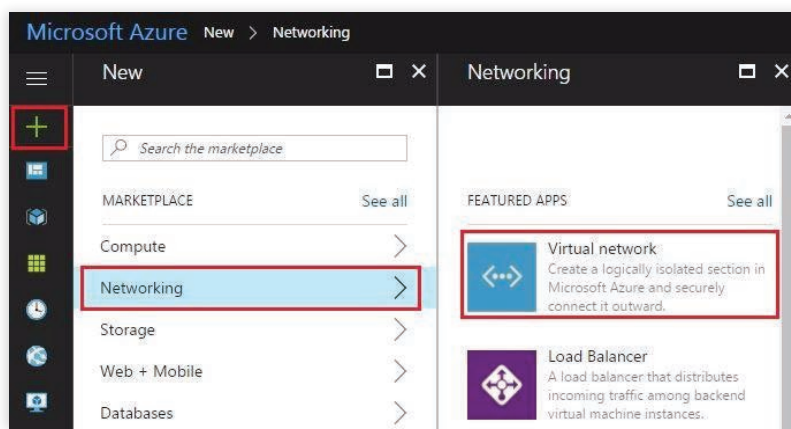 Microsoft Azure New > Networking
New
Networking
Search the marketplace
MARKETPLACE See all
FEATURED APPS See all
Compute
Networking
Storage
Web + Mobile
Databases
Virtual network
Create a logically isolated section in
Microsoft Azure and securely
connect it outward.
Load Balancer
A load balancer that distributes
incoming traffic among backend
virtual machine instances.